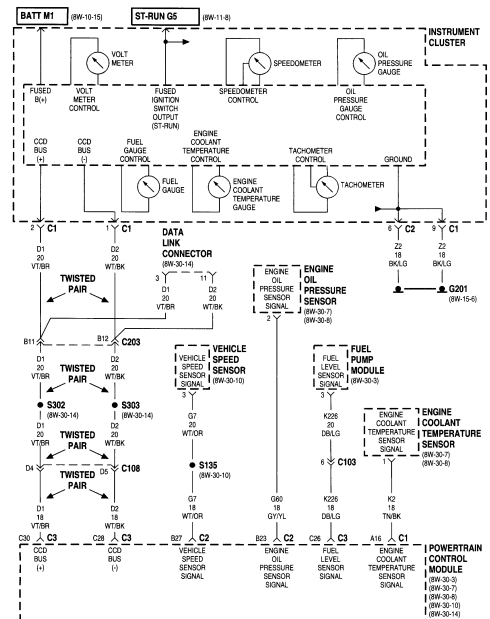 BATT M1 (8W-10-15) ST-RUN G5 (8W-11-8)
INSTRUMENT
CLUSTER
VOLT
METER
SPEEDOMETER
OIL
PRESSURE
GAUGE
FUSED
B(+)
VOLT
METER
CONTROL
FUSED
IGNITION
SWITCH
OUTPUT
(ST-RUN)
SPEEDOMETER
CONTROL
OIL
PRESSURE
GAUGE
CONTROL
CCD
BUS
(+)
CCD
BUS
(-)
FUEL
GAUGE
CONTROL
ENGINE
COOLANT
TEMPERATURE
CONTROL
TACHOMETER
CONTROL
GROUND
FUEL
GAUGE
ENGINE
COOLANT
TEMPERATURE
GAUGE
TACHOMETER
2 C1
1 C1
6 C2
9 C1
D1
20
VT/BR
D2
20
VT/BK
DATA
LINK
CONNECTOR
(8W-30-14)
3 11
D1
20
VT/BR
D2
20
VT/BK
Z2
18
BK/LG
Z2
18
BK/LG
G201
(8W-15-6)
TWISTED
PAIR
ENGINE
OIL
PRESSURE
SENSOR
SIGNAL
2
ENGINE
OIL
PRESSURE
SENSOR
(8W-30-7)
(8W-30-8)
B11 B12 C203
D1
20
VT/BR
D2
20
VT/BK
TWISTED
PAIR
VEHICLE
SPEED
SENSOR
SIGNAL
3
VEHICLE
SPEED
SENSOR
(8W-30-10)
FUEL
LEVEL
SENSOR
SIGNAL
3
FUEL
PUMP
MODULE
(8W-30-3)
S302
(8W-30-14)
S303
(8W-30-14)
D1
20
VT/BR
D2
20
VT/BK
TWISTED
PAIR
G7
20
WT/OR
S135
(8W-30-10)
K226
20
DB/LG
6 C103
ENGINE
COOLANT
TEMPERATURE
SENSOR
SIGNAL
1
ENGINE
COOLANT
TEMPERATURE
SENSOR
(8W-30-7)
(8W-30-8)
D4 D5 C108
TWISTED
PAIR
D1
18
VT/BR
D2
18
VT/BK
G7
18
WT/OR
G60
18
GY/YL
K226
18
DB/LG
K2
18
TN/BK
C30 C3
C28 C3
B27 C2
B23 C2
C26 C3
A16 C1
CCD
BUS
(+)
CCD
BUS
(-)
VEHICLE
SPEED
SENSOR
SIGNAL
ENGINE
OIL
PRESSURE
SENSOR
SIGNAL
FUEL
LEVEL
SENSOR
SIGNAL
ENGINE
COOLANT
TEMPERATURE
SENSOR
SIGNAL
POWERTRAIN
CONTROL
MODULE
(8W-30-3)
(8W-30-7)
(8W-30-8)
(8W-30-10)
(8W-30-14)